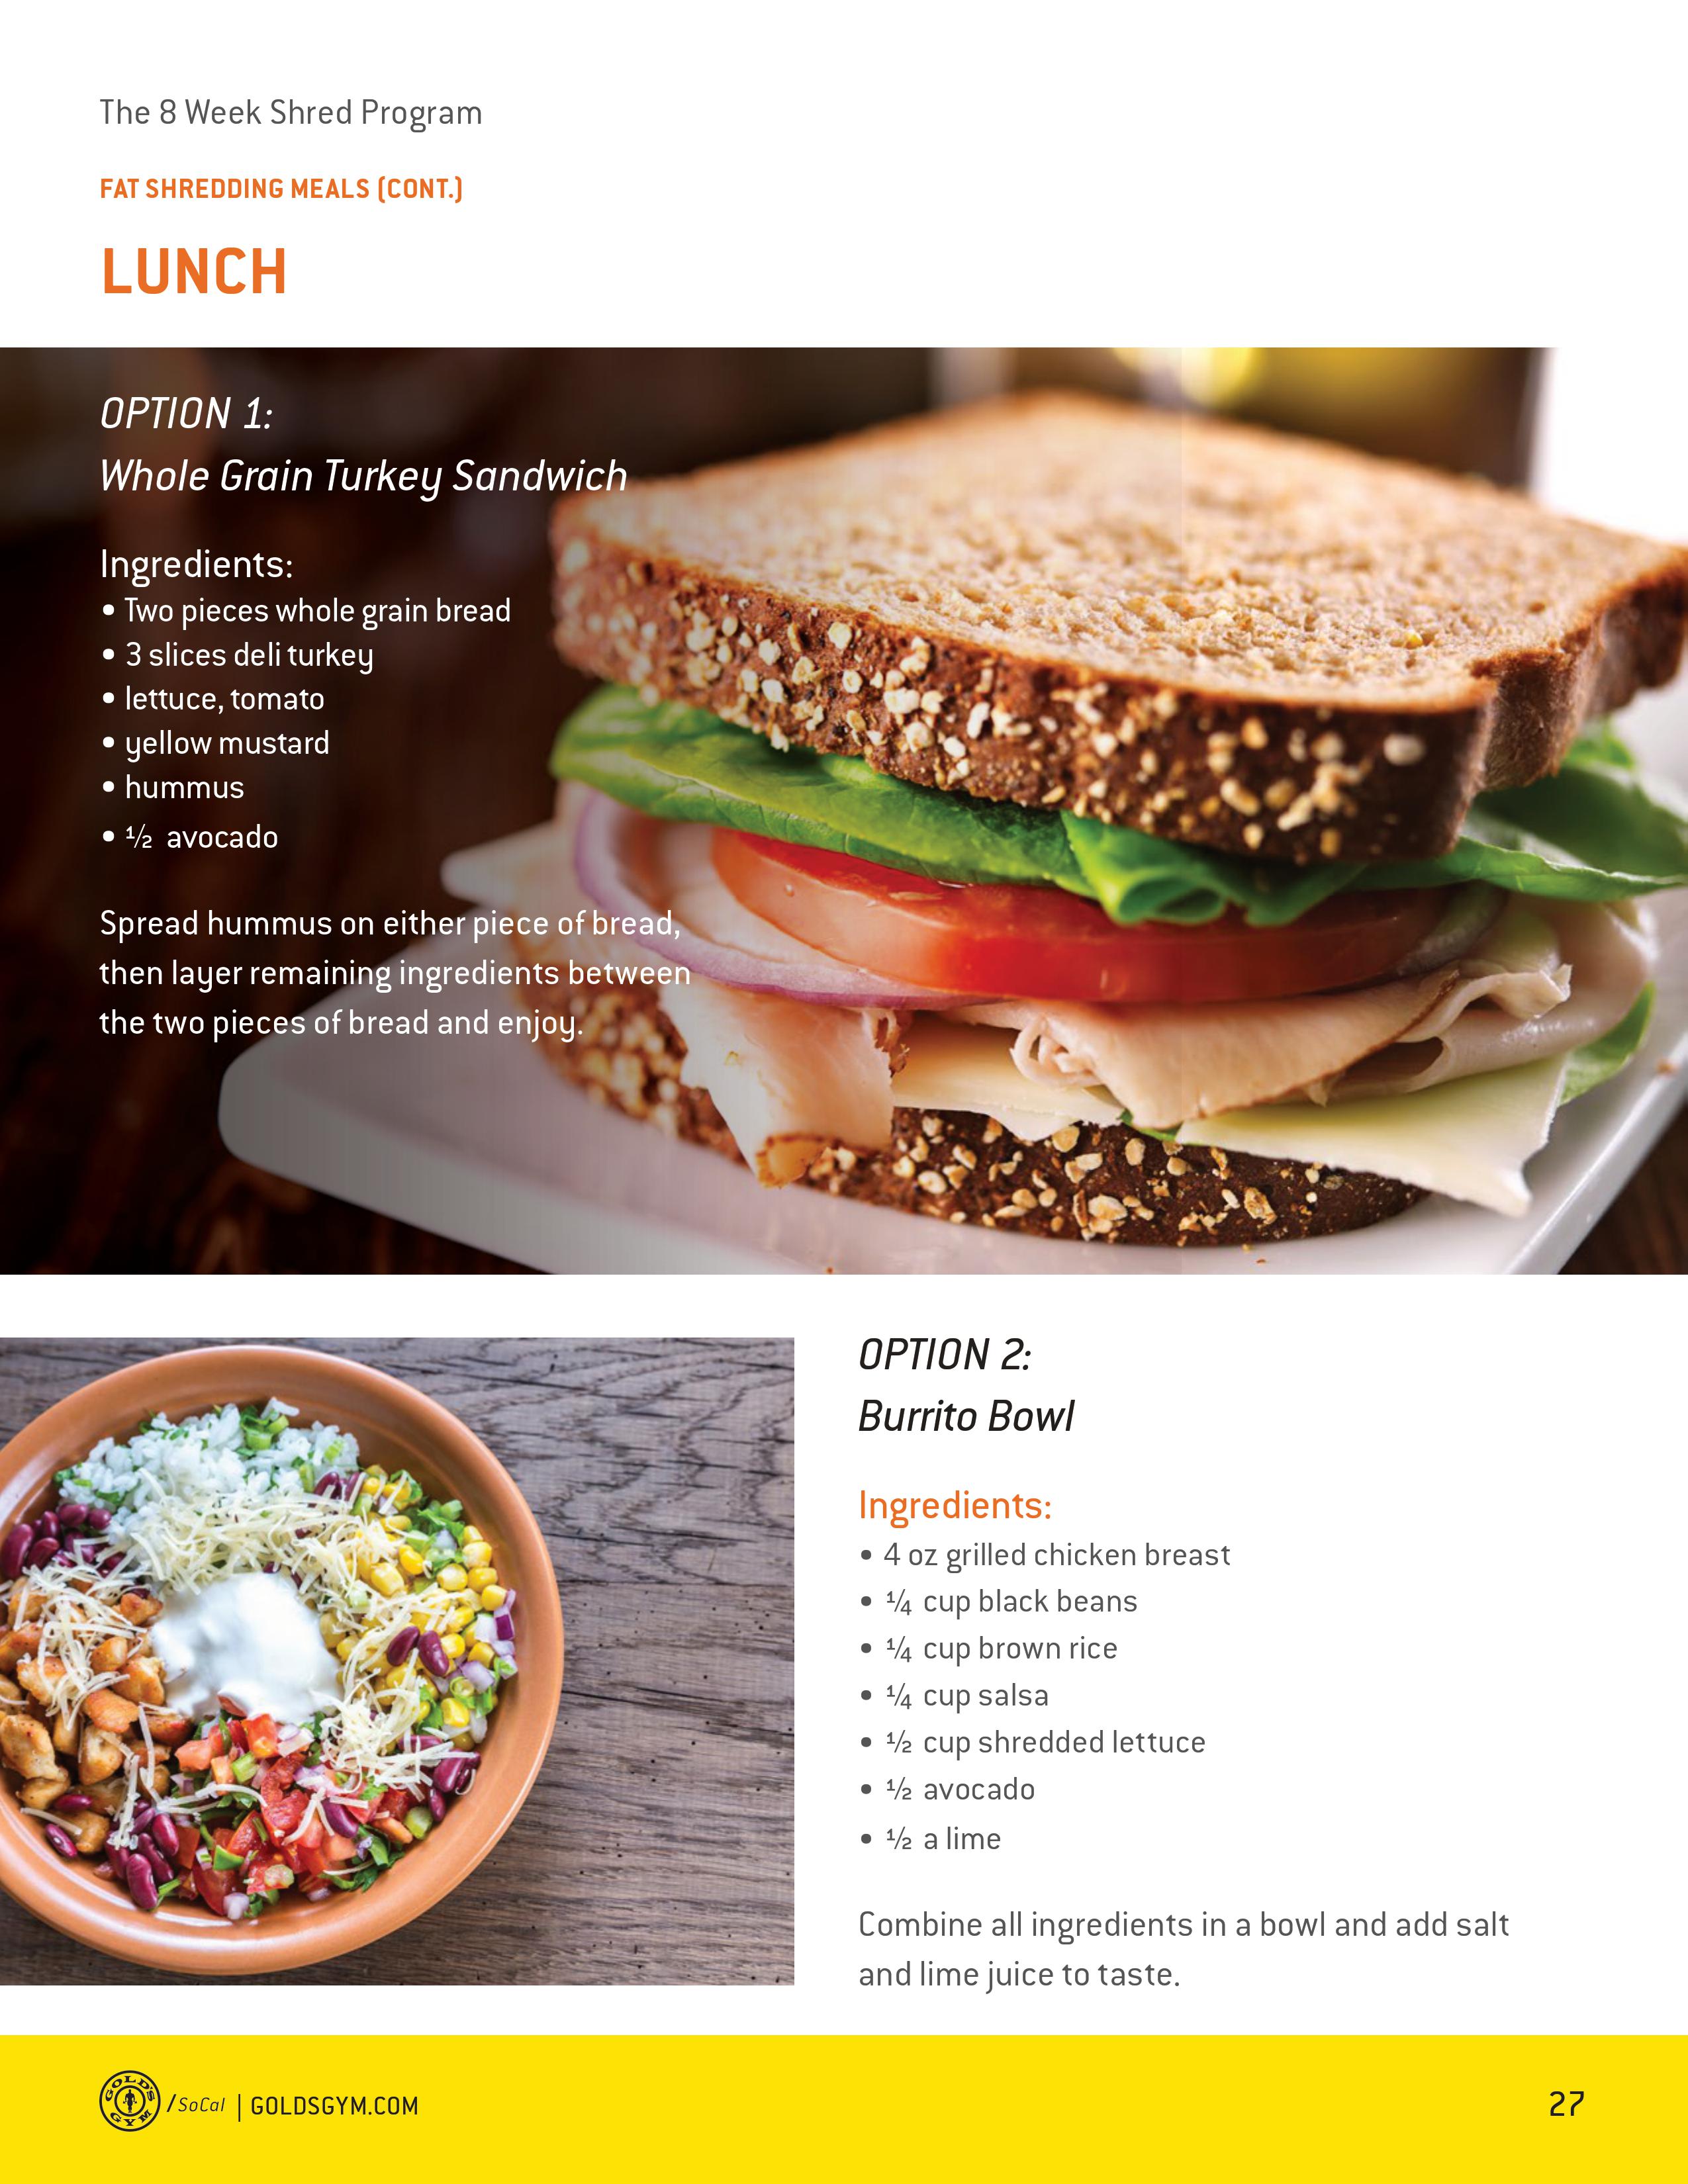 The 8 Week Shred Program
FAT SHREDDING MEALS (CONT.)
LUNCH
OPTION 1:
Whole Grain Turkey Sandwich
Ingredients:
• Two pieces whole grain bread
• 3 slices deli turkey
• lettuce, tomato
• yellow mustard
• hummus
• ½ avocado
Spread hummus on either piece of bread,
then layer remaining ingredients between
the two pieces of bread and enjoy.
OPTION 2:
Burrito Bowl
Ingredients:
• 4 oz grilled chicken breast
• ¼ cup black beans
• ¼ cup brown rice
• ¼ cup salsa
• ½ cup shredded lettuce
• ½ avocado
• ½ a lime
Combine all ingredients in a bowl and add salt
and lime juice to taste.
GOLD'S GYM /SoCal | GOLDSGYM.COM
27